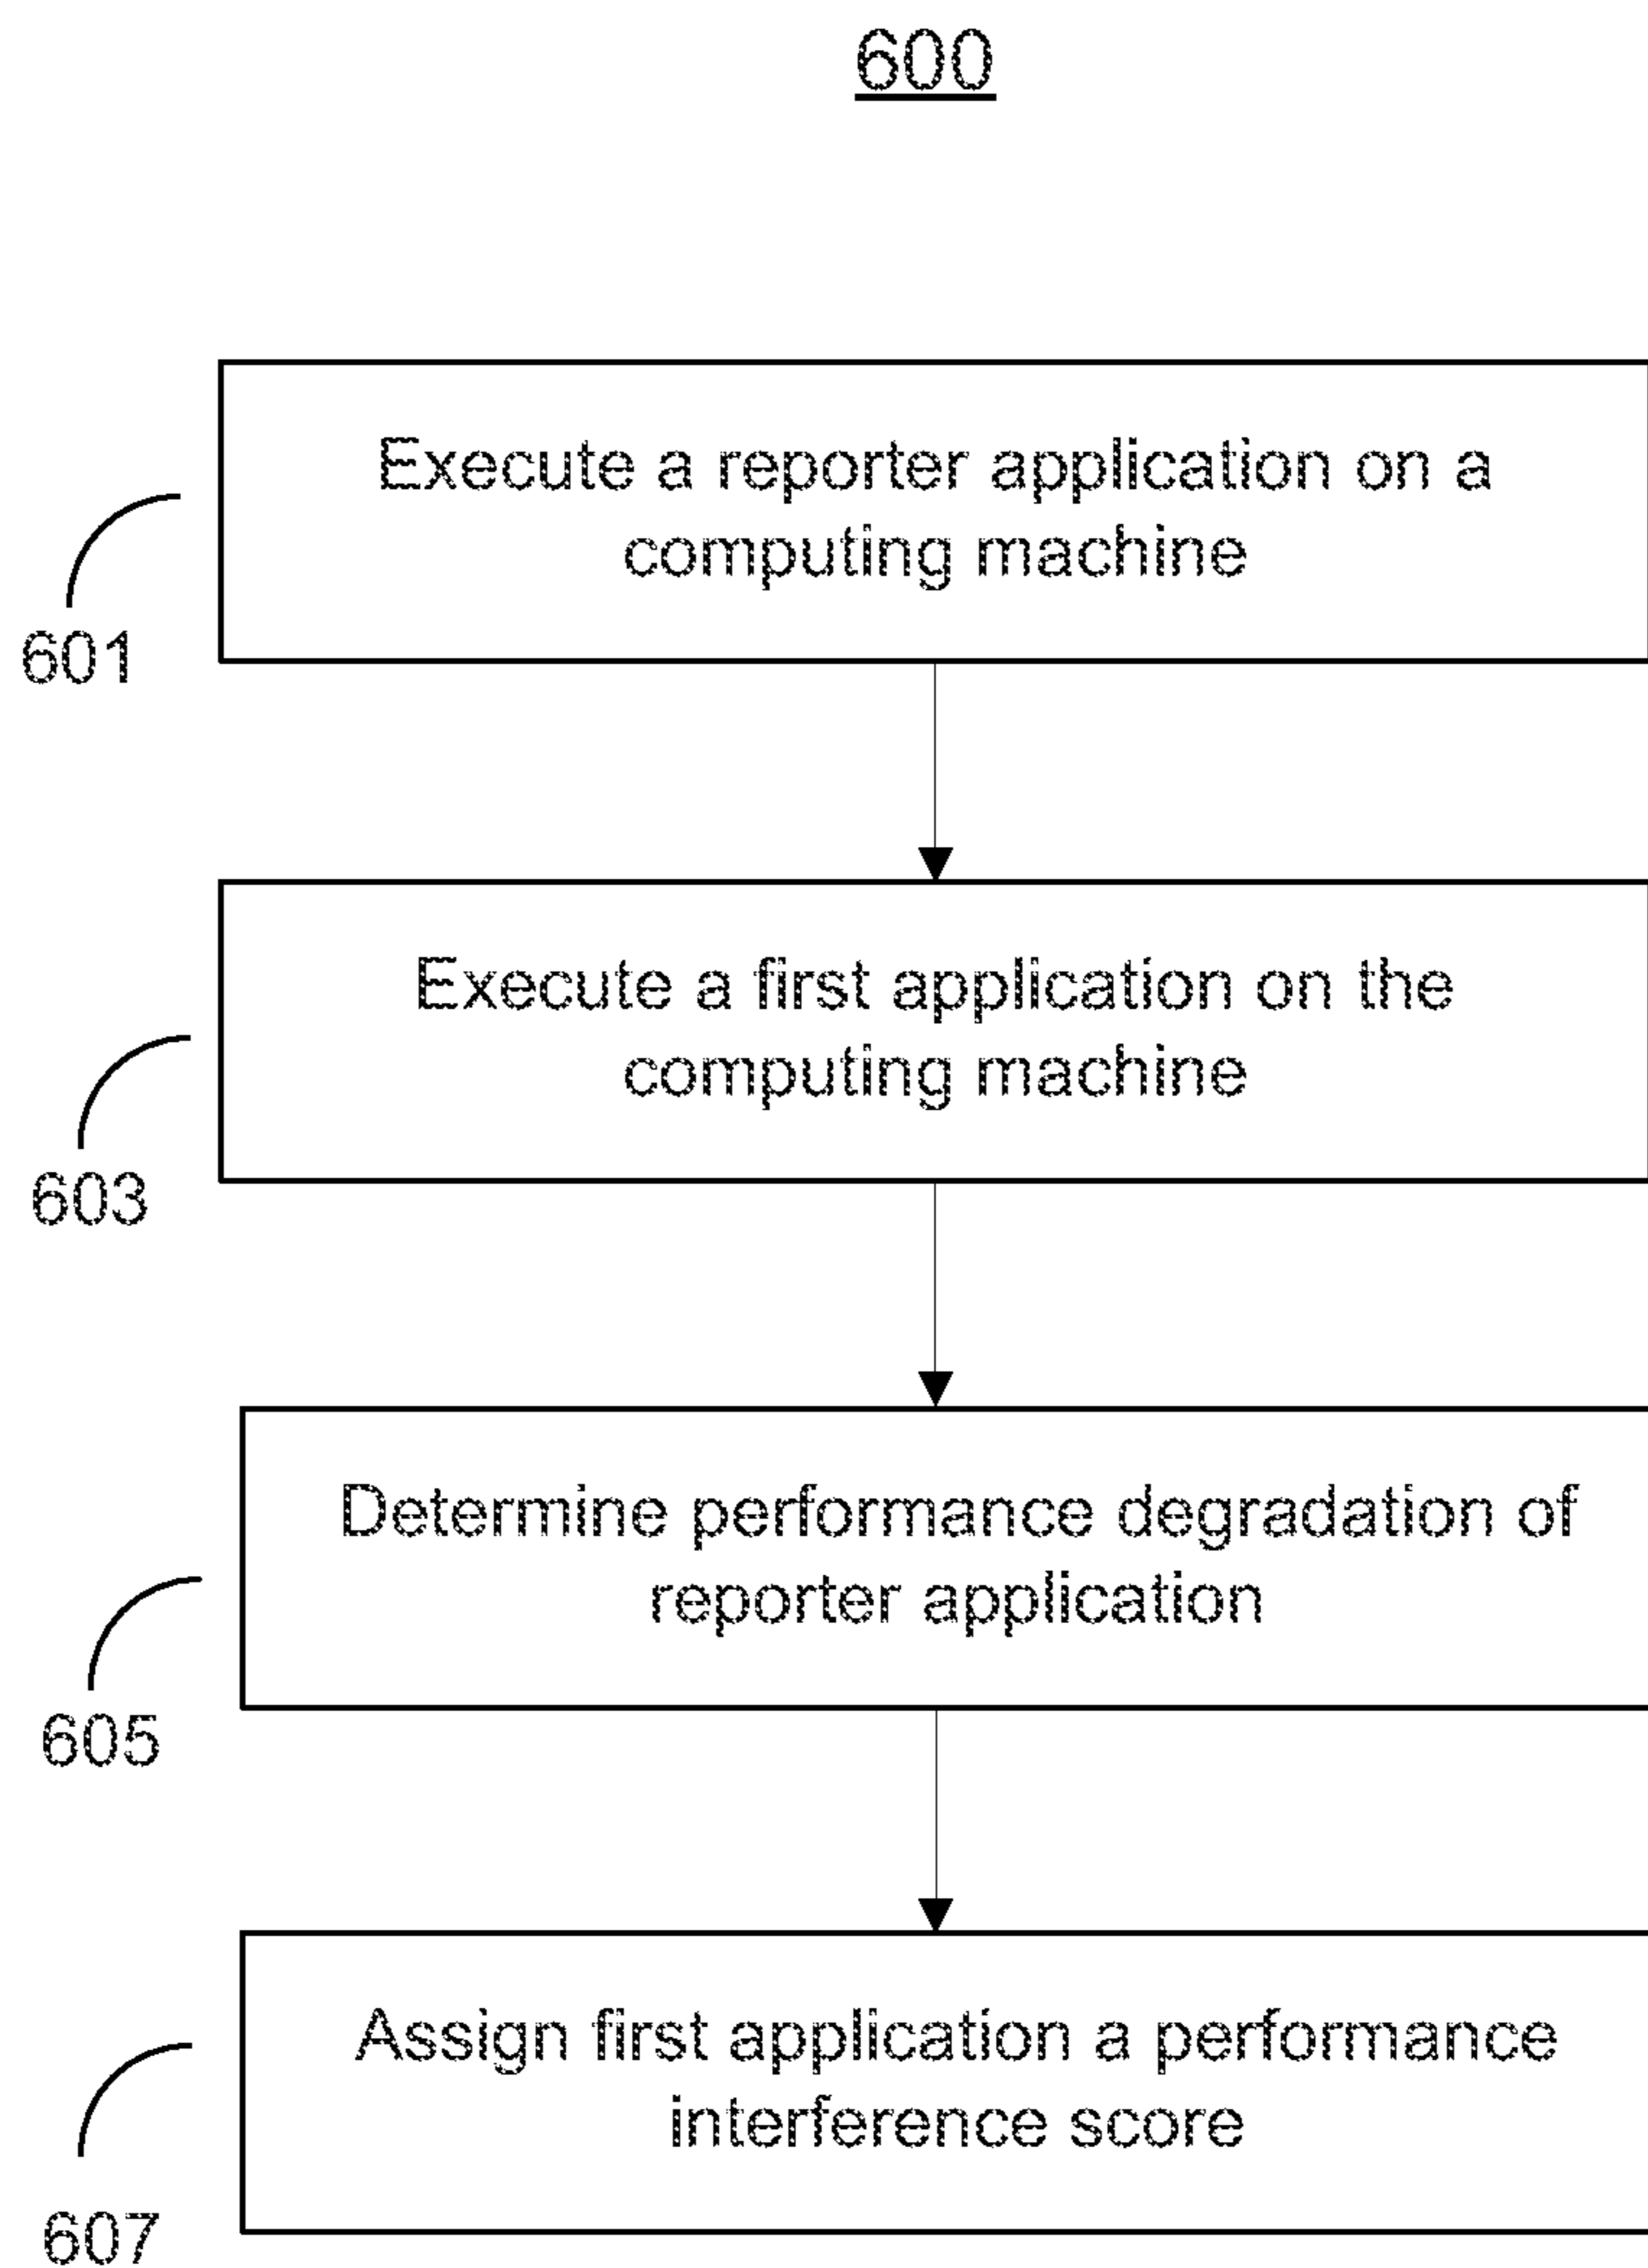 600
Execute a reporter application on a
computing machine
601
Execute a first application on the
computing machine
603
Determine performance degradation of
reporter application
605
Assign first application a performance
interference score
607